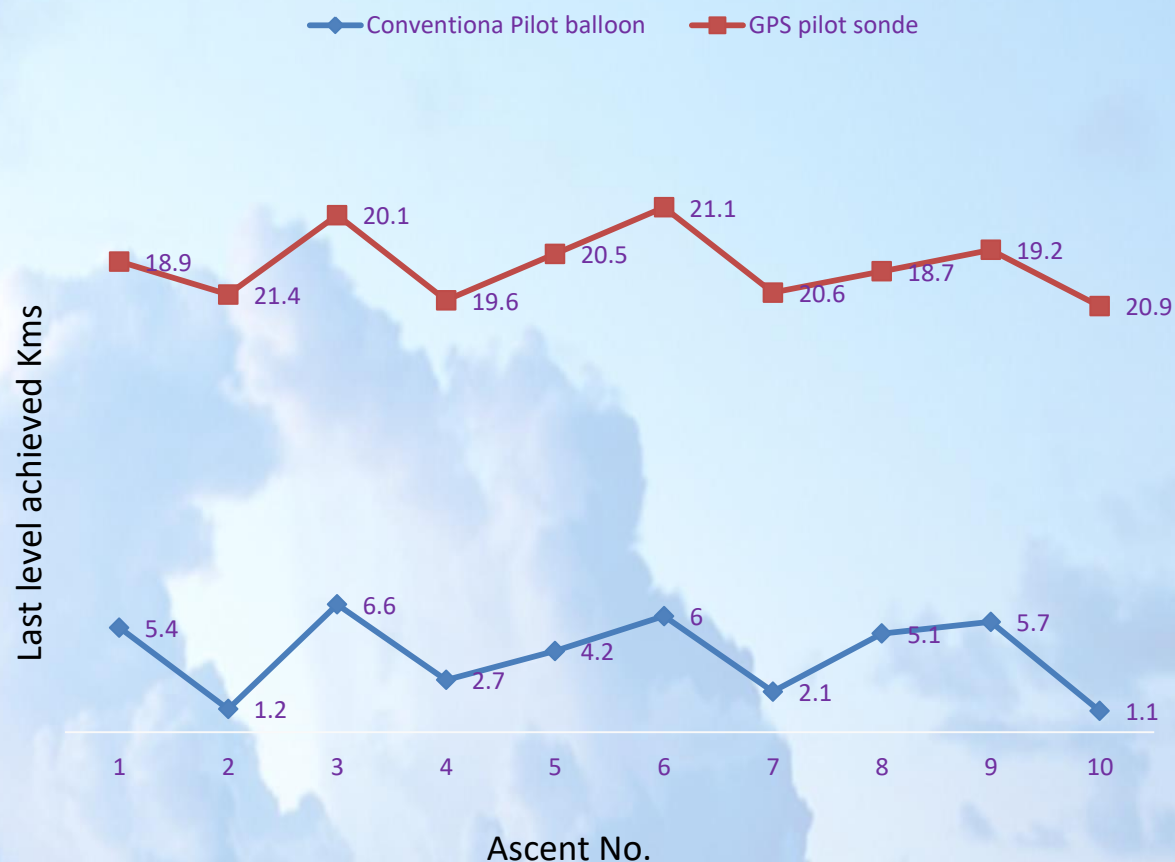 Conventiona Pilot balloon GPS pilot sonde
Last level achieved Kms
18.9 21.4 20.1 19.6 20.5 21.1 20.6 18.7 19.2 20.9
5.4 1.2 6.6 2.7 4.2 6 2.1 5.1 5.7 1.1
1 2 3 4 5 6 7 8 9 10
Ascent No.